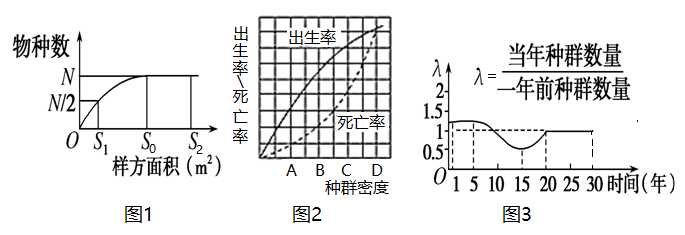 物种数
N
N/2
O
S₁
S₀
S₂
样方面积（m²）
图1
出生率\死亡率
出生率
死亡率
A B C D
种群密度
图2
λ
λ=当年种群数量/一年前种群数量
2
1.5
1
0.5
O
1 5 10 15 20 30 时间(年)
图3